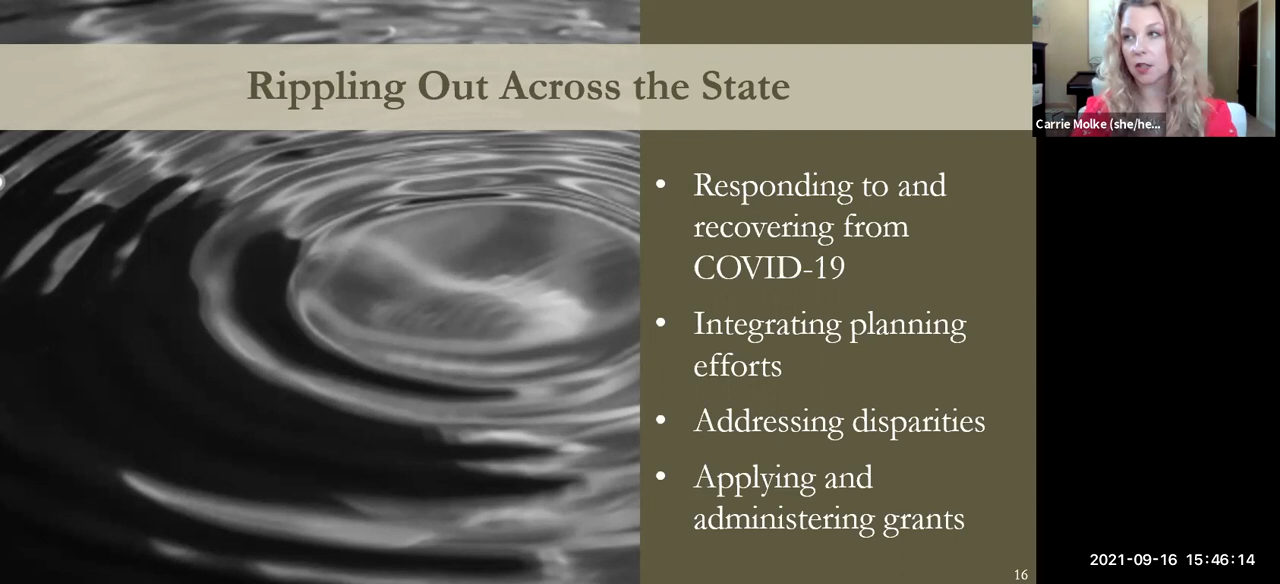 Rippling Out Across the State
Carrie Molke (she/he...
• Responding to and
recovering from
COVID-19
• Integrating planning
efforts
• Addressing disparities
• Applying and
administering grants
2021-09-16 15:46:14
16